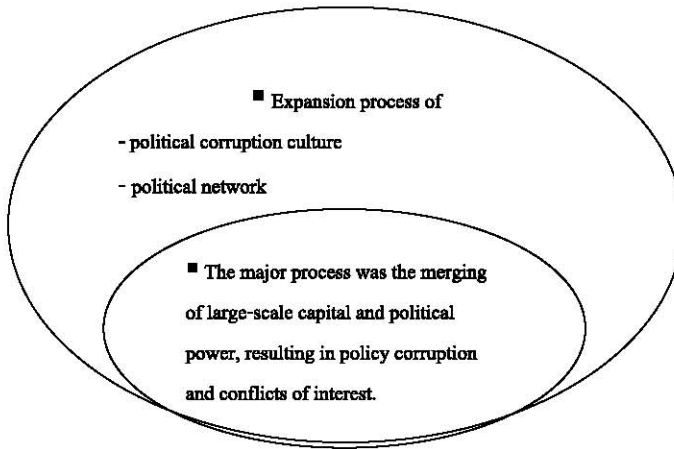 ■ Expansion process of
- political corruption culture
- political network
■ The major process was the merging
of large-scale capital and political
power, resulting in policy corruption
and conflicts of interest.